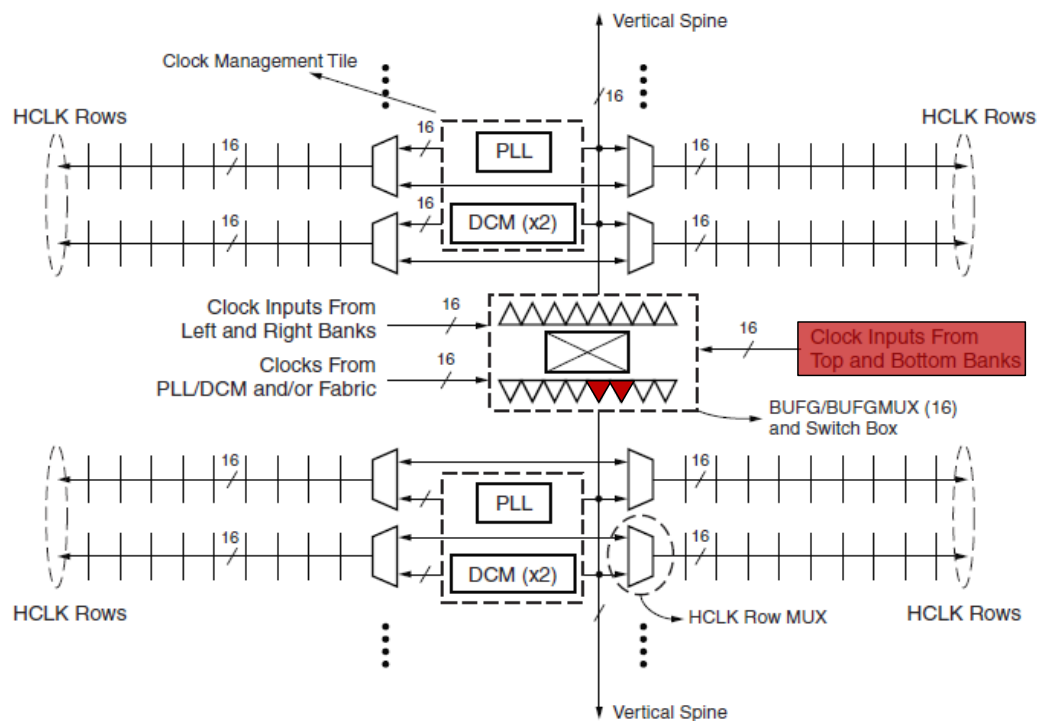 Vertical Spine
Clock Management Tile
16
HCLK Rows
HCLK Rows
16
16
PLL
16
16
16
DCM (x2)
16
Clock Inputs From
Left and Right Banks
16
16
Clock Inputs From
Top and Bottom Banks
Clocks From
PLL/DCM and/or Fabric
16
BUFG/BUFGMUX (16)
and Switch Box
16
16
PLL
16
16
DCM (x2)
HCLK Rows
HCLK Row MUX
HCLK Rows
Vertical Spine